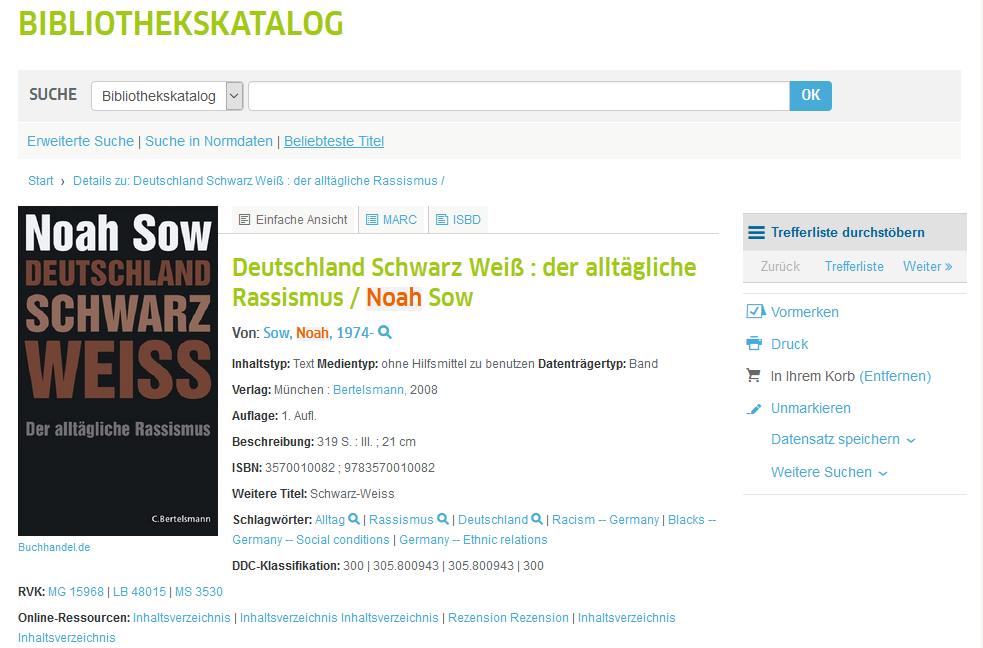 BIBLIOTHEKSKATALOG
SUCHE Bibliothekskatalog OK
Erweiterte Suche | Suche in Normdaten | Beliebteste Titel
Start › Details zu: Deutschland Schwarz Weiß : der alltägliche Rassismus /
Noah Sow
DEUTSCHLAND
SCHWARZ
WEISS
Der alltägliche Rassismus
C.Bertelsmann
Buchhandel.de
Einfache Ansicht MARC ISBD
Deutschland Schwarz Weiß : der alltägliche
Rassismus / Noah Sow
Von: Sow, Noah, 1974-
Inhaltstyp: Text Medientyp: ohne Hilfsmittel zu benutzen Datenträgertyp: Band
Verlag: München : Bertelsmann, 2008
Auflage: 1. Aufl.
Beschreibung: 319 S. : Ill. ; 21 cm
ISBN: 3570010082 ; 9783570010082
Weitere Titel: Schwarz-Weiss
Schlagwörter: Alltag | Rassismus | Deutschland | Racism -- Germany | Blacks --
Germany -- Social conditions | Germany -- Ethnic relations
DDC-Klassifikation: 300 | 305.800943 | 305.800943 | 300
RVK: MG 15968 | LB 48015 | MS 3530
Online-Ressourcen: Inhaltsverzeichnis | Inhaltsverzeichnis Inhaltsverzeichnis | Rezension Rezension | Inhaltsverzeichnis
Inhaltsverzeichnis
Trefferliste durchstöbern
Zurück Trefferliste Weiter »
Vormerken
Druck
In Ihrem Korb (Entfernen)
Unmarkieren
Datensatz speichern
Weitere Suchen